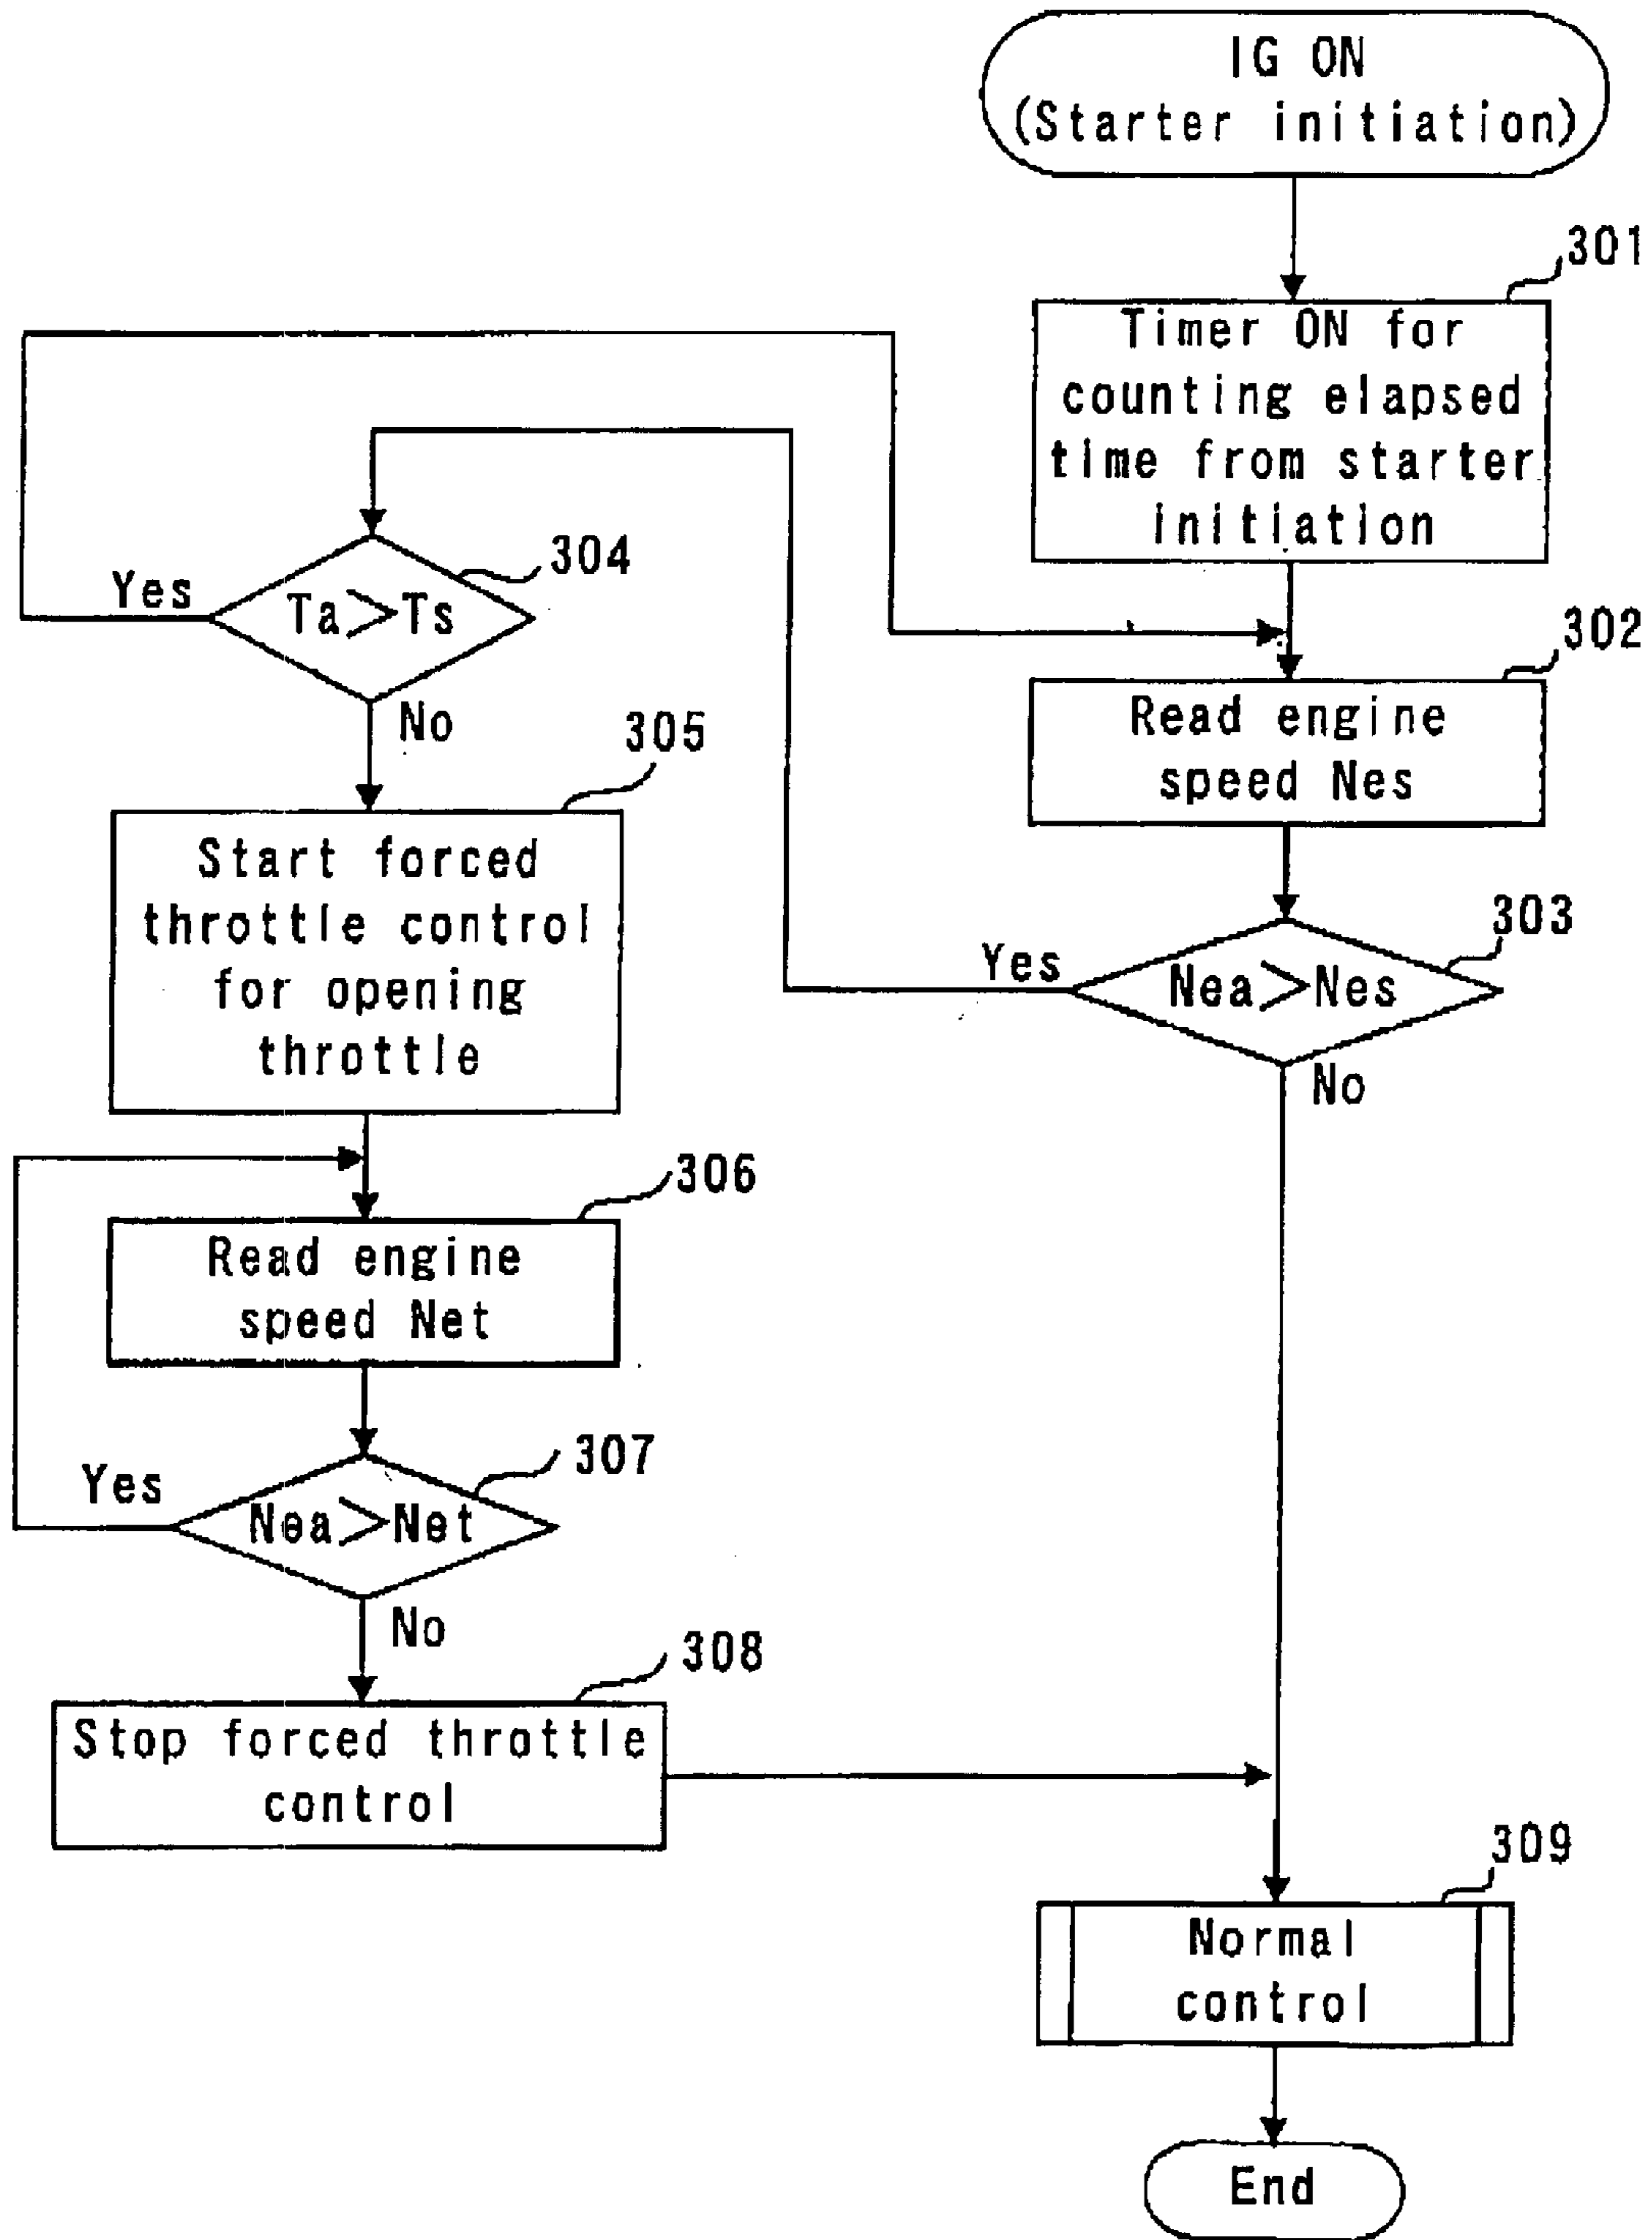 IG ON
(Starter initiation)
301
Timer ON for
counting elapsed
time from starter
initiation
302
Read engine
speed Nes
303
Nea>Nes
Yes
No
304
Ta>Ts
Yes
No
305
Start forced
throttle control
for opening
throttle
306
Read engine
speed Net
307
Nea>Net
Yes
No
308
Stop forced throttle
control
309
Normal
control
End